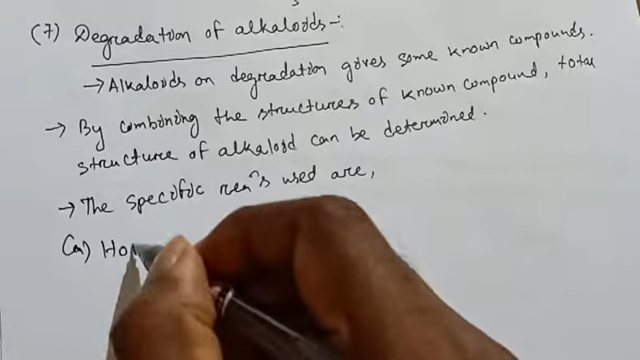 (7) Degradation of alkaloids:-
→ Alkaloids on degradation gives some known compounds.
→ By combining the structures of known compound, total
structure of alkaloid can be determined.
→ The specific rea^n's used are,
(a) Ho